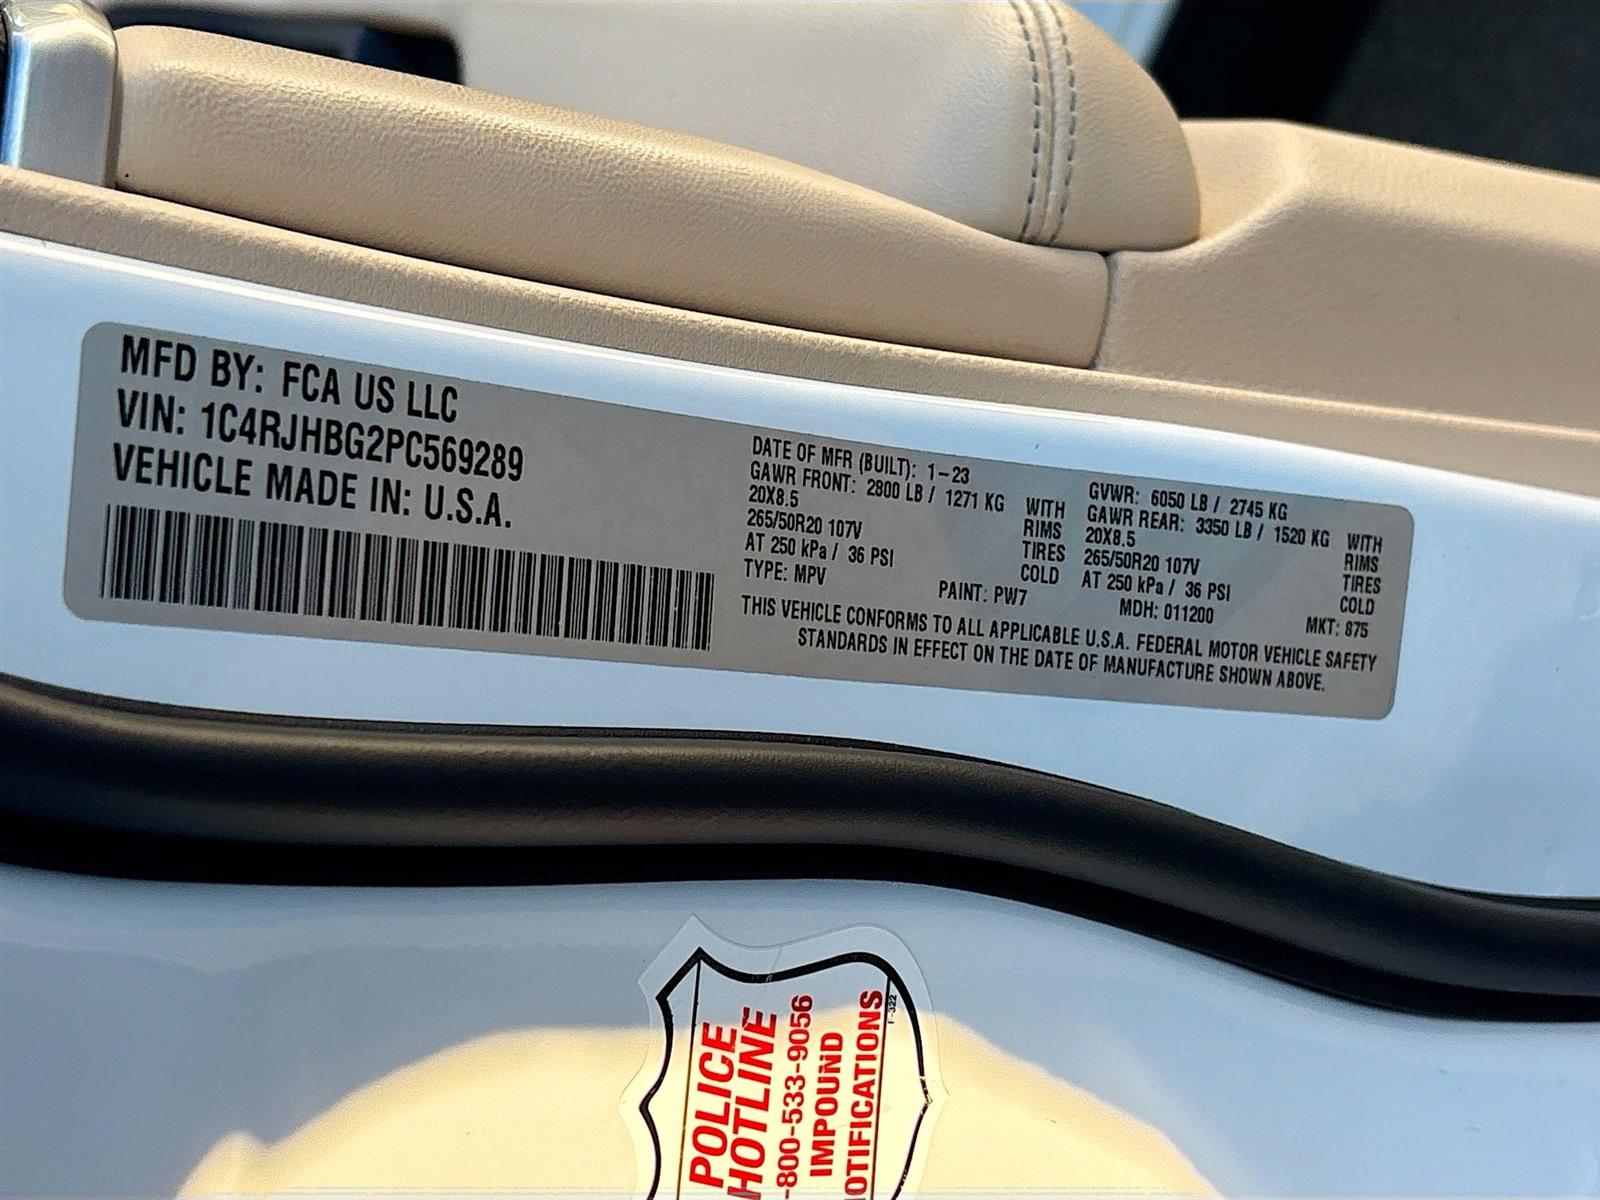 MFD BY: FCA US LLC
VIN: 1C4RJHBG2PC569289
VEHICLE MADE IN: U.S.A.
DATE OF MFR (BUILT): 1-23
GAWR FRONT: 2800 LB / 1271 KG WITH
20X8.5 RIMS
265/50R20 107V TIRES
AT 250 kPa / 36 PSI COLD
TYPE: MPV PAINT: PW7
GVWR: 6050 LB / 2745 KG
GAWR REAR: 3350 LB / 1520 KG WITH
20X8.5 RIMS
265/50R20 107V TIRES
AT 250 kPa / 36 PSI COLD
MDH: 011200 MKT: 875
THIS VEHICLE CONFORMS TO ALL APPLICABLE U.S.A. FEDERAL MOTOR VEHICLE SAFETY
STANDARDS IN EFFECT ON THE DATE OF MANUFACTURE SHOWN ABOVE.
POLICE
HOTLINE
-800-533-9056
IMPOUND
OTIFICATIONS
F-322